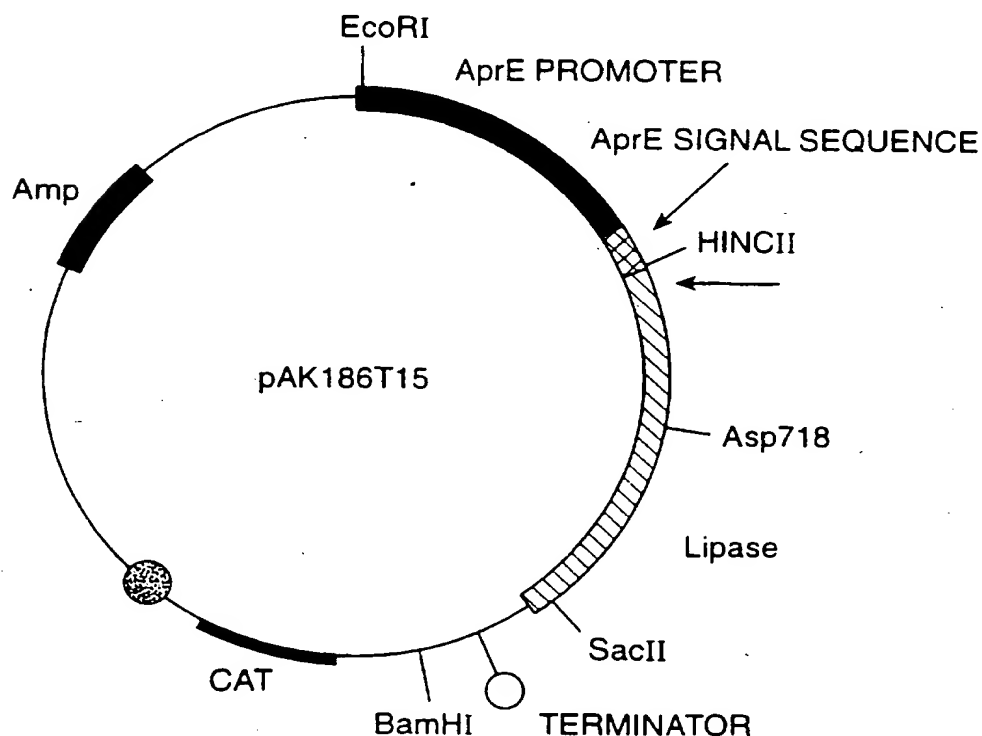 EcoRI
AprE PROMOTER
AprE SIGNAL SEQUENCE
Amp
HINCII
pAK186T15
Asp718
Lipase
SacII
CAT
BamHI
TERMINATOR